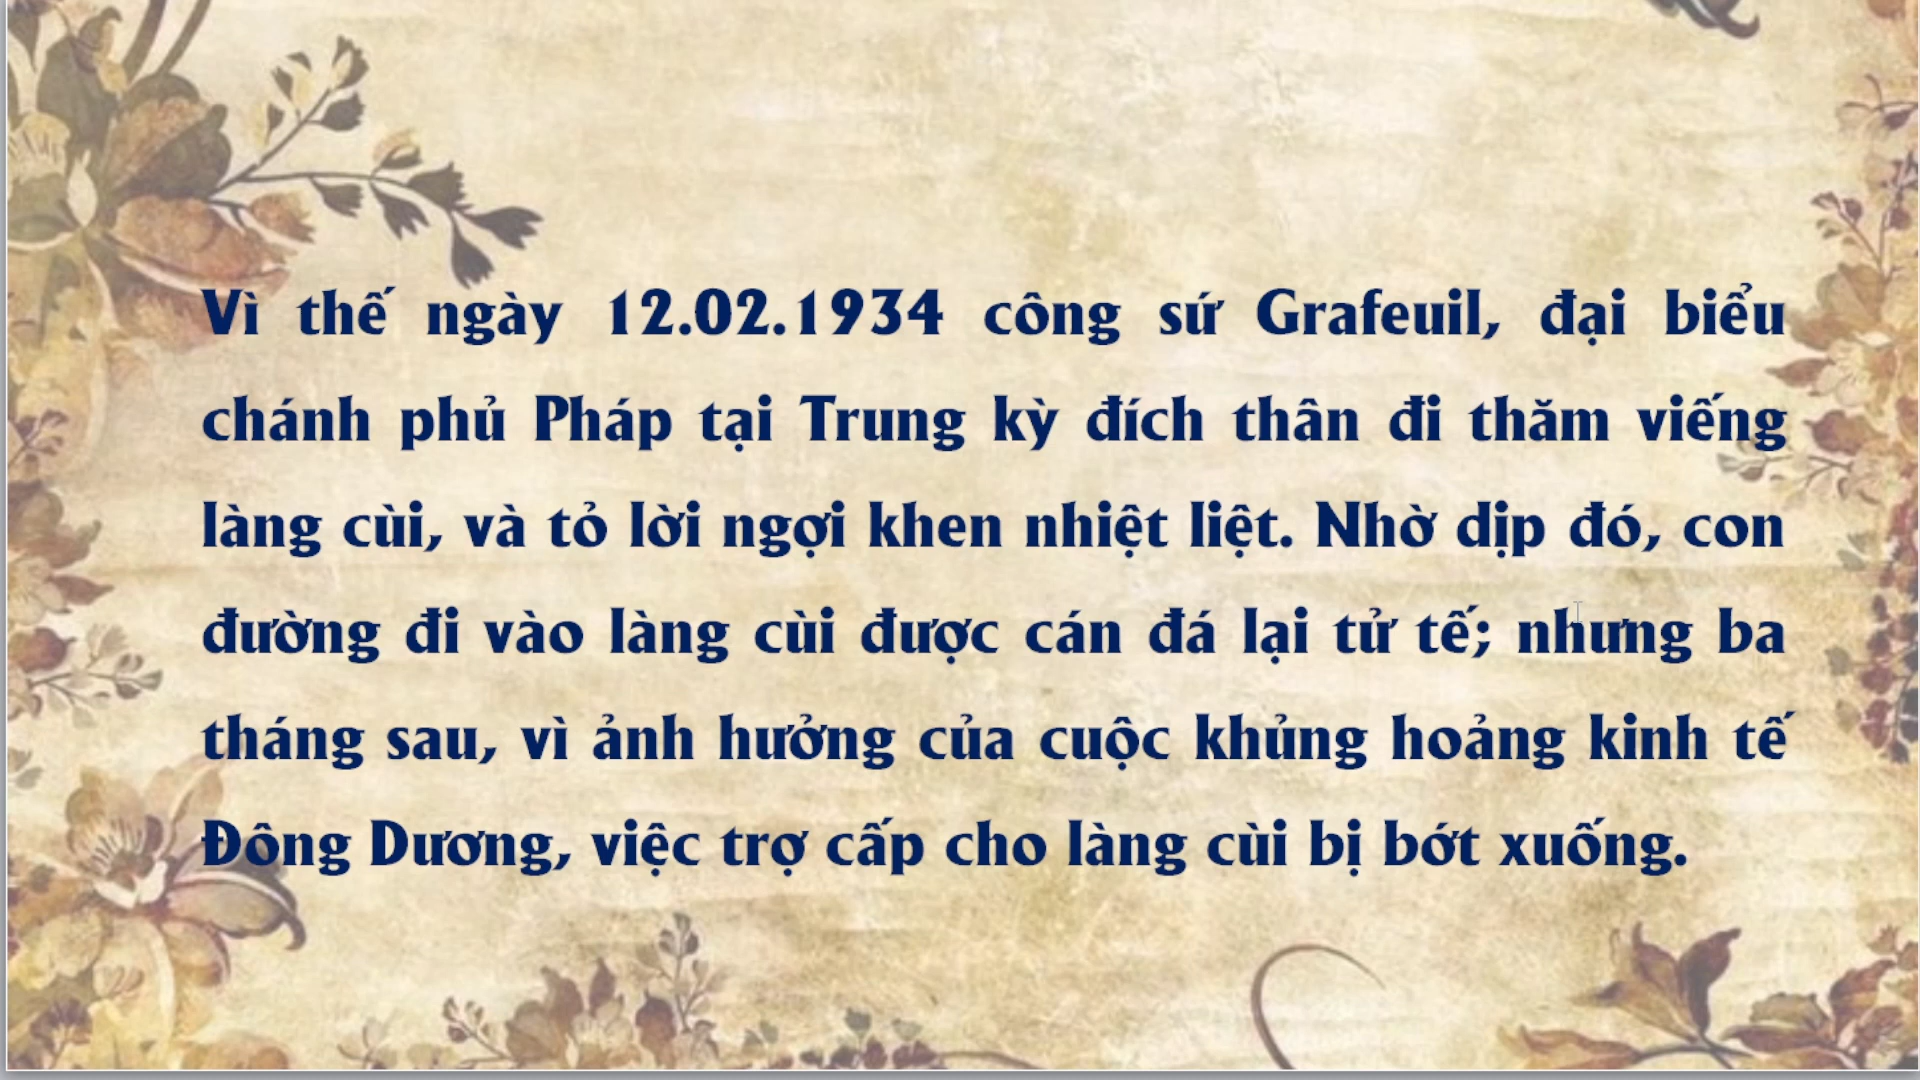 Vì thế ngày 12.02.1934 công sứ Grafeuil, đại biểu
chánh phủ Pháp tại Trung kỳ đích thân đi thăm viếng
làng cùi, và tỏ lời ngợi khen nhiệt liệt. Nhờ dịp đó, con
đường đi vào làng cùi được cán đá lại tử tế; nhưng ba
tháng sau, vì ảnh hưởng của cuộc khủng hoảng kinh tế
Đông Dương, việc trợ cấp cho làng cùi bị bớt xuống.